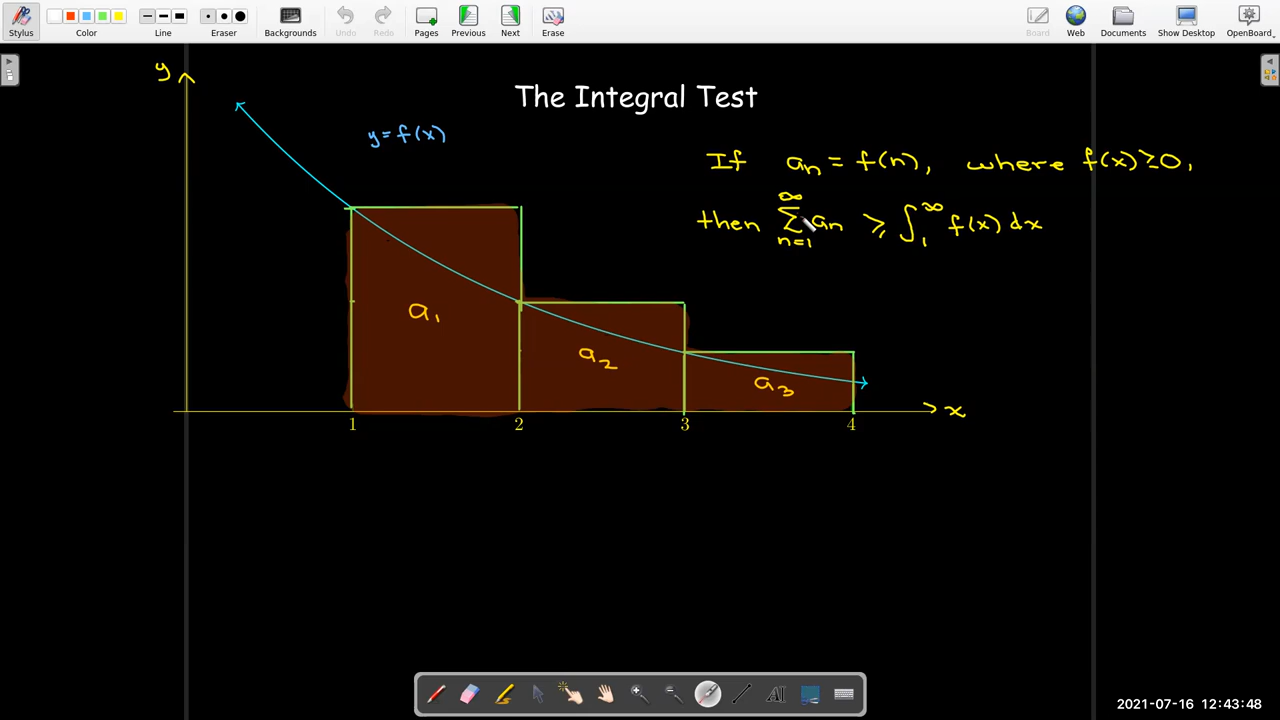 Stylus Color Line Eraser Backgrounds Undo Redo Pages Previous Next Erase Board Web Documents Show Desktop OpenBoard
y
The Integral Test
y = f(x)
If aₙ = f(n), where f(x) ≥ 0,
then ∑_{n=1}^{∞} aₙ ≥ ∫_1^∞ f(x) dx
a₁
a₂
a₃
x
1 2 3 4
2021-07-16 12:43:48